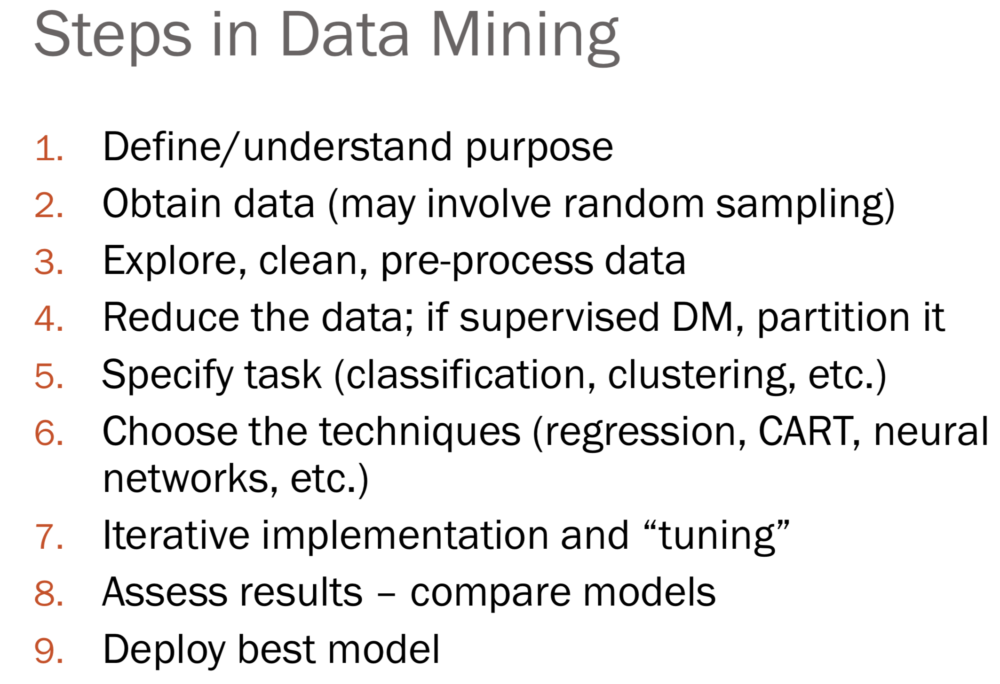 Steps in Data Mining
1. Define/understand purpose
2. Obtain data (may involve random sampling)
3. Explore, clean, pre-process data
4. Reduce the data; if supervised DM, partition it
5. Specify task (classification, clustering, etc.)
6. Choose the techniques (regression, CART, neural
networks, etc.)
7. Iterative implementation and “tuning”
8. Assess results – compare models
9. Deploy best model